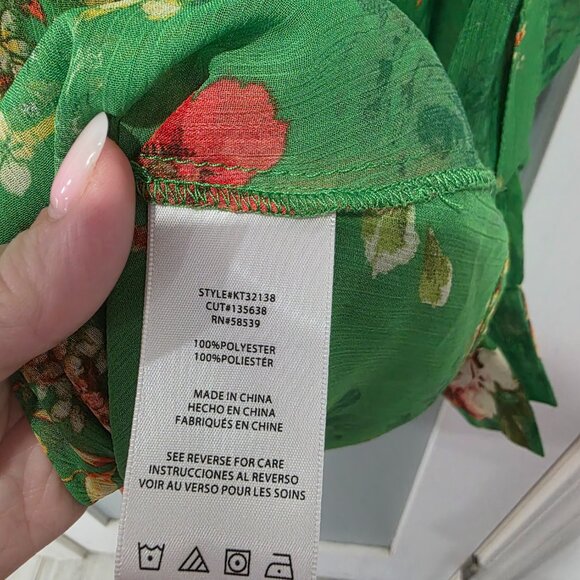 STYLE#KT32138
CUT#135638
RN#58539
100%POLYESTER
100%POLIESTÉR
MADE IN CHINA
HECHO EN CHINA
FABRIQUÉS EN CHINE
SEE REVERSE FOR CARE
INSTRUCCIONES AL REVERSO
VOIR AU VERSO POUR LES SOINS